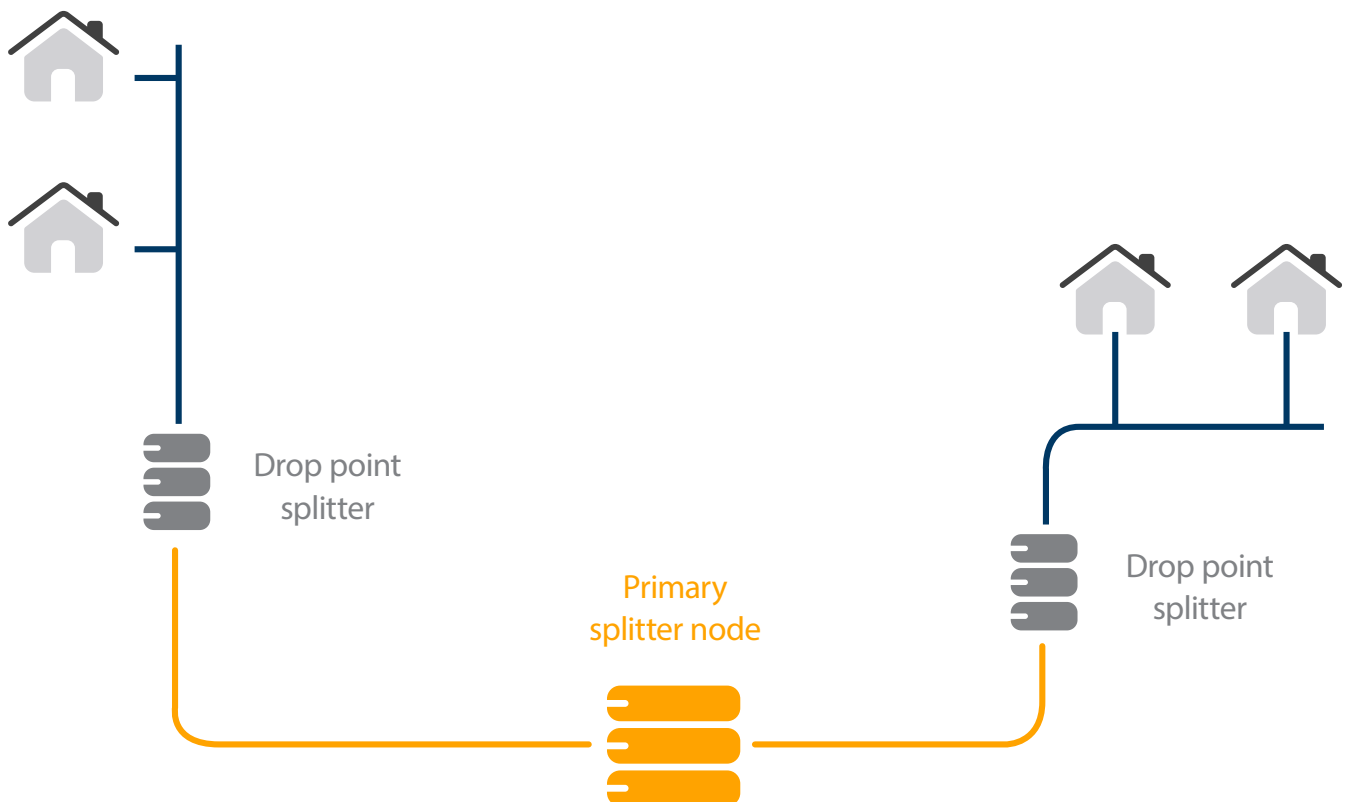 Drop point
splitter
Primary
splitter node
Drop point
splitter